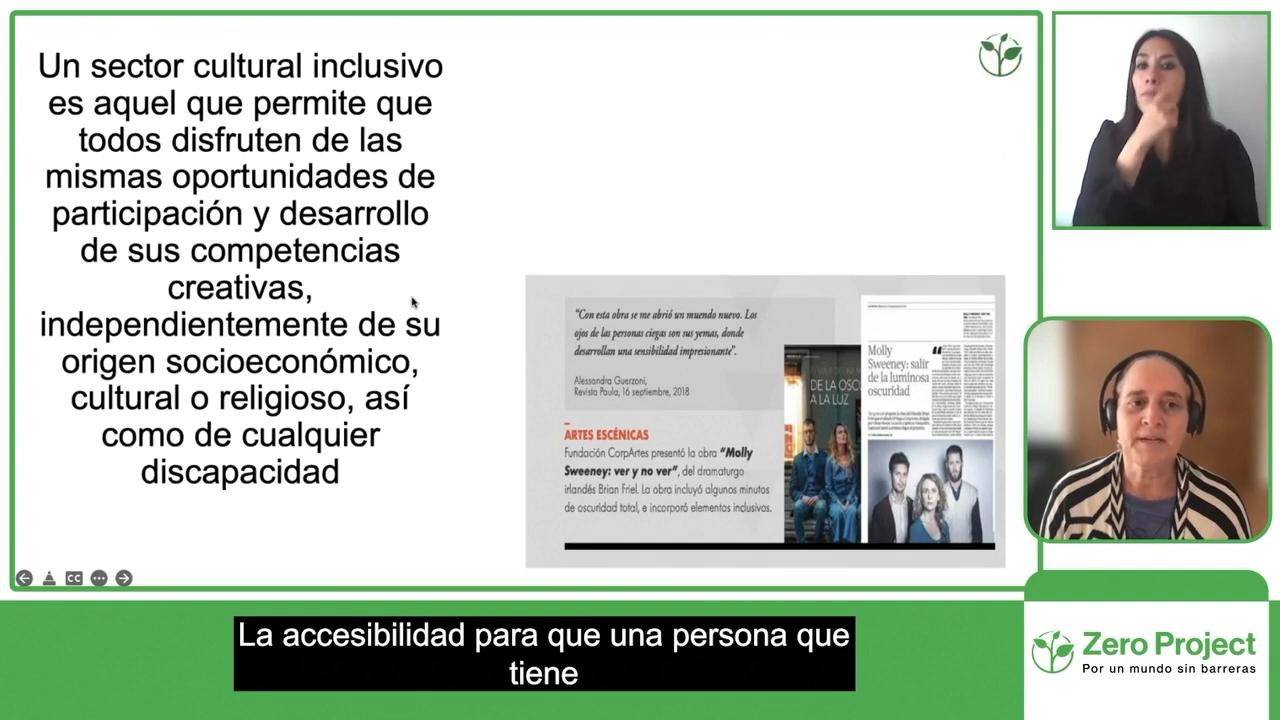 Un sector cultural inclusivo
es aquel que permite que
todos disfruten de las
mismas oportunidades de
participación y desarrollo
de sus competencias
creativas,
independientemente de su
origen socioeconómico,
cultural o religioso, así
como de cualquier
discapacidad
“Con esta obra se me abrió un muendo nuevo. Los
ojos de las personas ciegas son sus yemas, donde
desarrollan una sensibilidad impresionante”.
Alessandra Guerzoni,
Revista Paula, 16 septiembre, 2018
ARTES ESCÉNICAS
Fundación CorpArtes presentó la obra “Molly
Sweeney: ver y no ver”, del dramaturgo
irlandés Brian Friel. La obra incluyó algunos minutos
de oscuridad total, e incorporó elementos inclusivos.
DE LA OSCU
A LA LUZ
Molly
Sweeney: salir
de la luminosa
oscuridad
CC
La accesibilidad para que una persona que
tiene
Zero Project
Por un mundo sin barreras